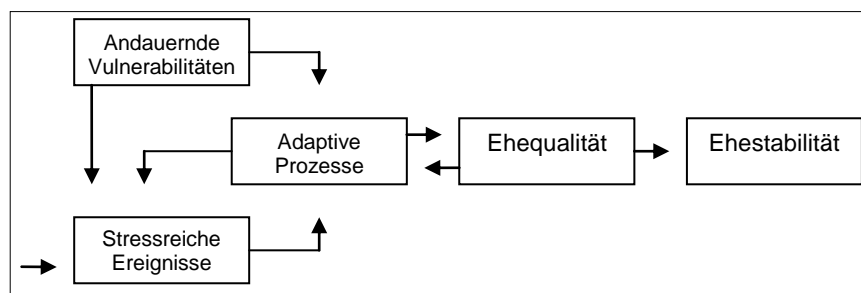 Andauernde
Vulnerabilitäten
Adaptive
Prozesse
Ehequalität
Ehestabilität
Stressreiche
Ereignisse